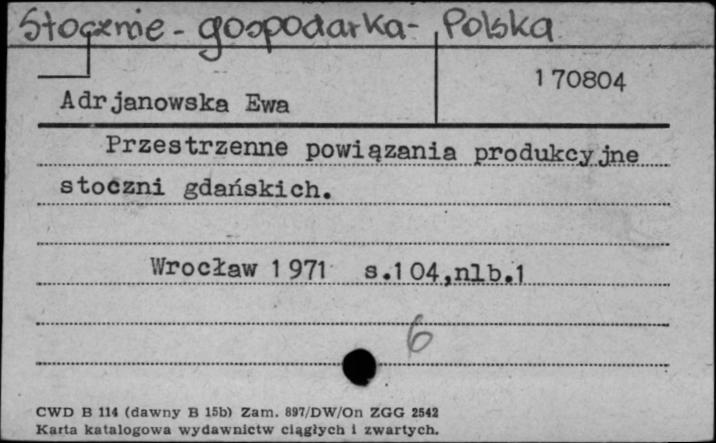 Stocznie - gospodarka - Polska
170804
Adrjanowska Ewa
Przestrzenne powiązania produkcyjne
stoczni gdańskich.
Wrocław 1971 s.104,nlb.1
6
CWD B 114 (dawny B 15b) Zam. 897/DW/On ZGG 2542
Karta katalogowa wydawnictw ciągłych i zwartych.